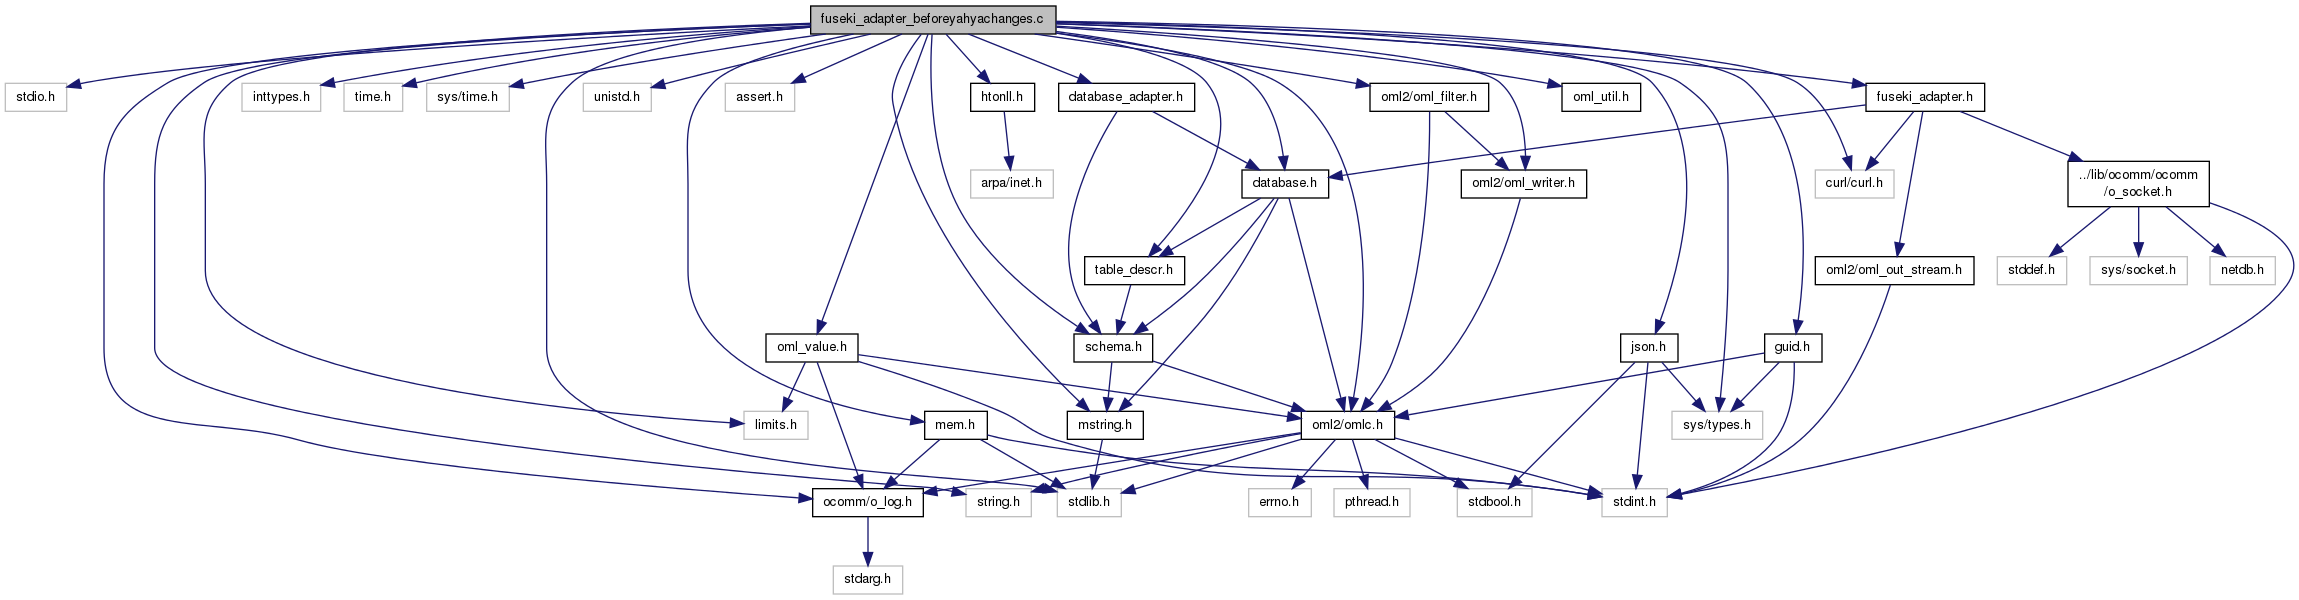 fuseki_adapter_beforeyahyachanges.c
stdio.h
inttypes.h
time.h
sys/time.h
unistd.h
assert.h
htonll.h
database_adapter.h
oml2/oml_filter.h
oml_util.h
fuseki_adapter.h
arpa/inet.h
database.h
oml2/oml_writer.h
curl/curl.h
../lib/ocomm/ocomm
/o_socket.h
table_descr.h
oml2/oml_out_stream.h
stddef.h
sys/socket.h
netdb.h
oml_value.h
schema.h
json.h
guid.h
limits.h
mem.h
mstring.h
oml2/omlc.h
sys/types.h
ocomm/o_log.h
string.h
stdlib.h
errno.h
pthread.h
stdbool.h
stdint.h
stdarg.h